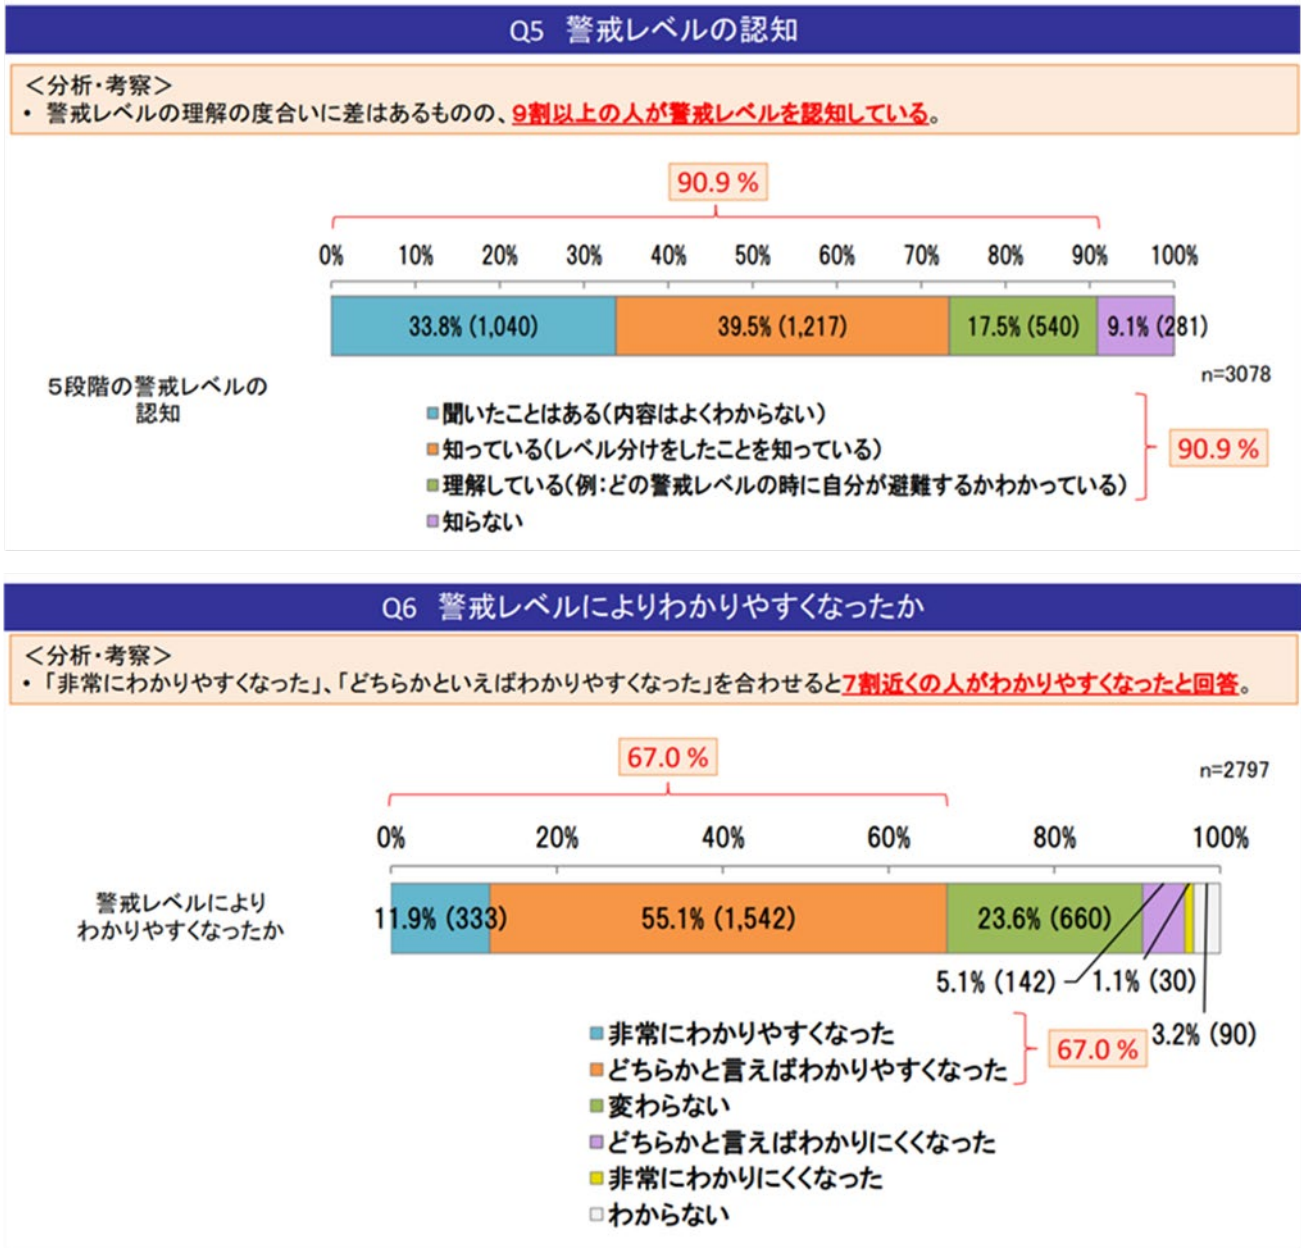 Q5 警戒レベルの認知
＜分析・考察＞
• 警戒レベルの理解の度合いに差はあるものの、９割以上の人が警戒レベルを認知している。
90.9 %
0% 10% 20% 30% 40% 50% 60% 70% 80% 90% 100%
33.8% (1,040) 39.5% (1,217) 17.5% (540) 9.1% (281)
n=3078
５段階の警戒レベルの
認知
聞いたことはある（内容はよくわからない）
知っている（レベル分けをしたことを知っている）
理解している（例：どの警戒レベルの時に自分が避難するかわかっている）
知らない
90.9 %
Q6 警戒レベルによりわかりやすくなったか
＜分析・考察＞
• 「非常にわかりやすくなった」、「どちらかといえばわかりやすくなった」を合わせると７割近くの人がわかりやすくなったと回答。
67.0 %
n=2797
0% 20% 40% 60% 80% 100%
警戒レベルにより
わかりやすくなったか
11.9% (333) 55.1% (1,542) 23.6% (660)
5.1% (142) 1.1% (30)
3.2% (90)
非常にわかりやすくなった
どちらかと言えばわかりやすくなった
変わらない
どちらかと言えばわかりにくくなった
非常にわかりにくくなった
わからない
67.0 %